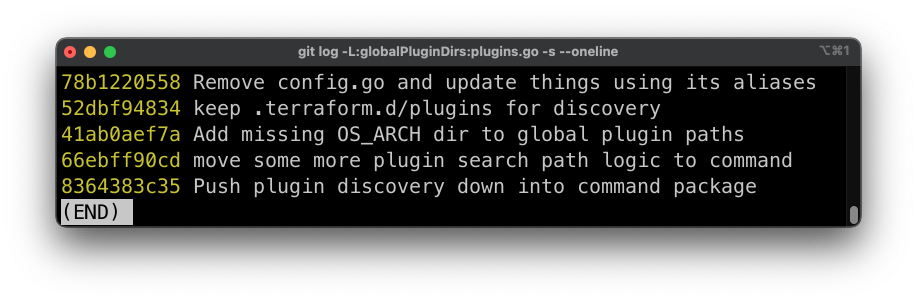 git log -L:globalPluginDirs:plugins.go -s --oneline ⌥⌘1
78b1220558 Remove config.go and update things using its aliases
52dbf94834 keep .terraform.d/plugins for discovery
41ab0aef7a Add missing OS_ARCH dir to global plugin paths
66ebff90cd move some more plugin search path logic to command
8364383c35 Push plugin discovery down into command package
(END)